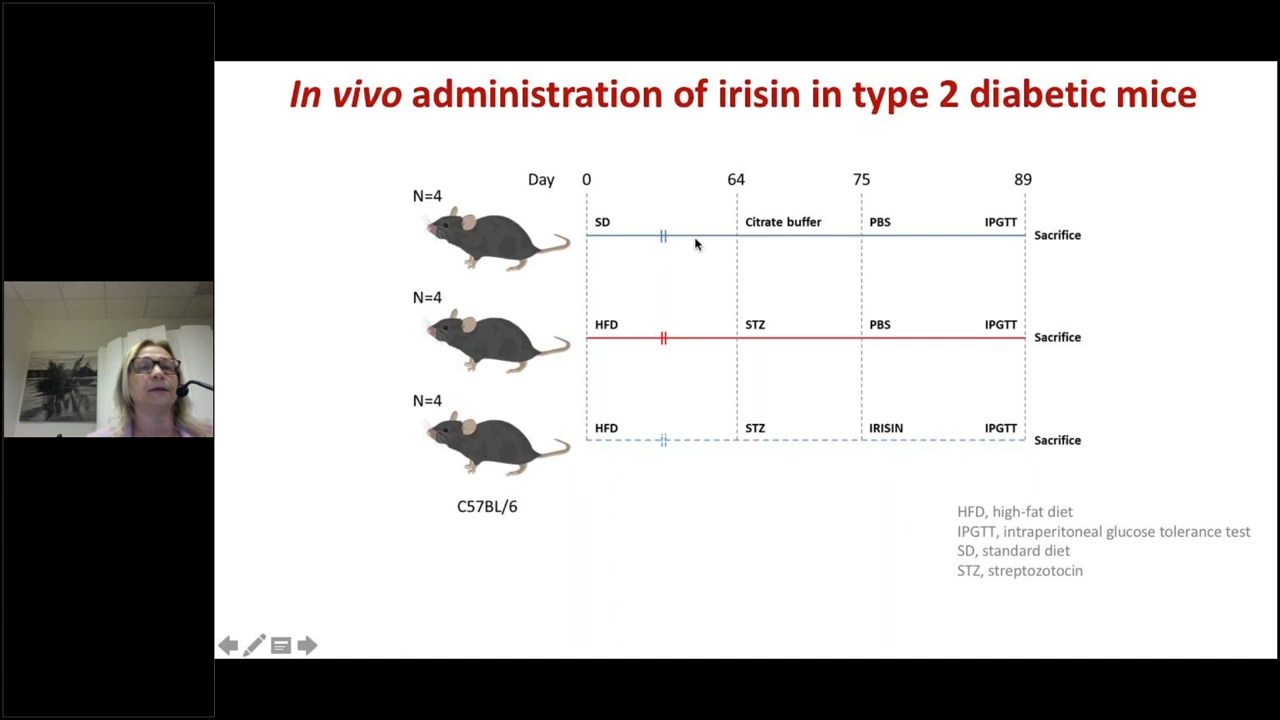 In vivo administration of irisin in type 2 diabetic mice
Day 0 64 75 89
N=4
SD Citrate buffer PBS IPGTT
Sacrifice
N=4
HFD STZ PBS IPGTT
Sacrifice
N=4
HFD STZ IRISIN IPGTT
Sacrifice
C57BL/6
HFD, high-fat diet
IPGTT, intraperitoneal glucose tolerance test
SD, standard diet
STZ, streptozotocin